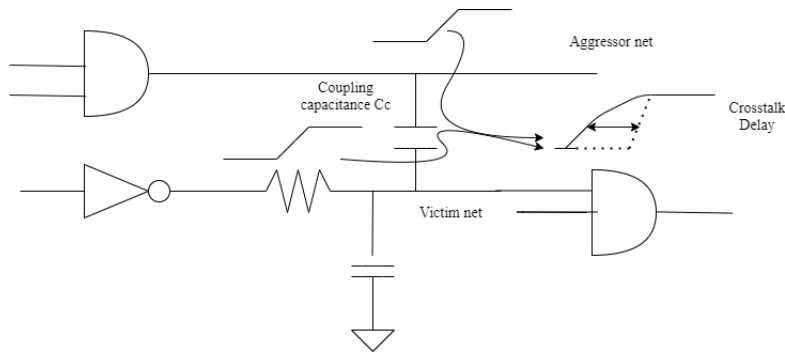 Aggressor net
Coupling
capacitance Cc
Crosstalk
Delay
Victim net